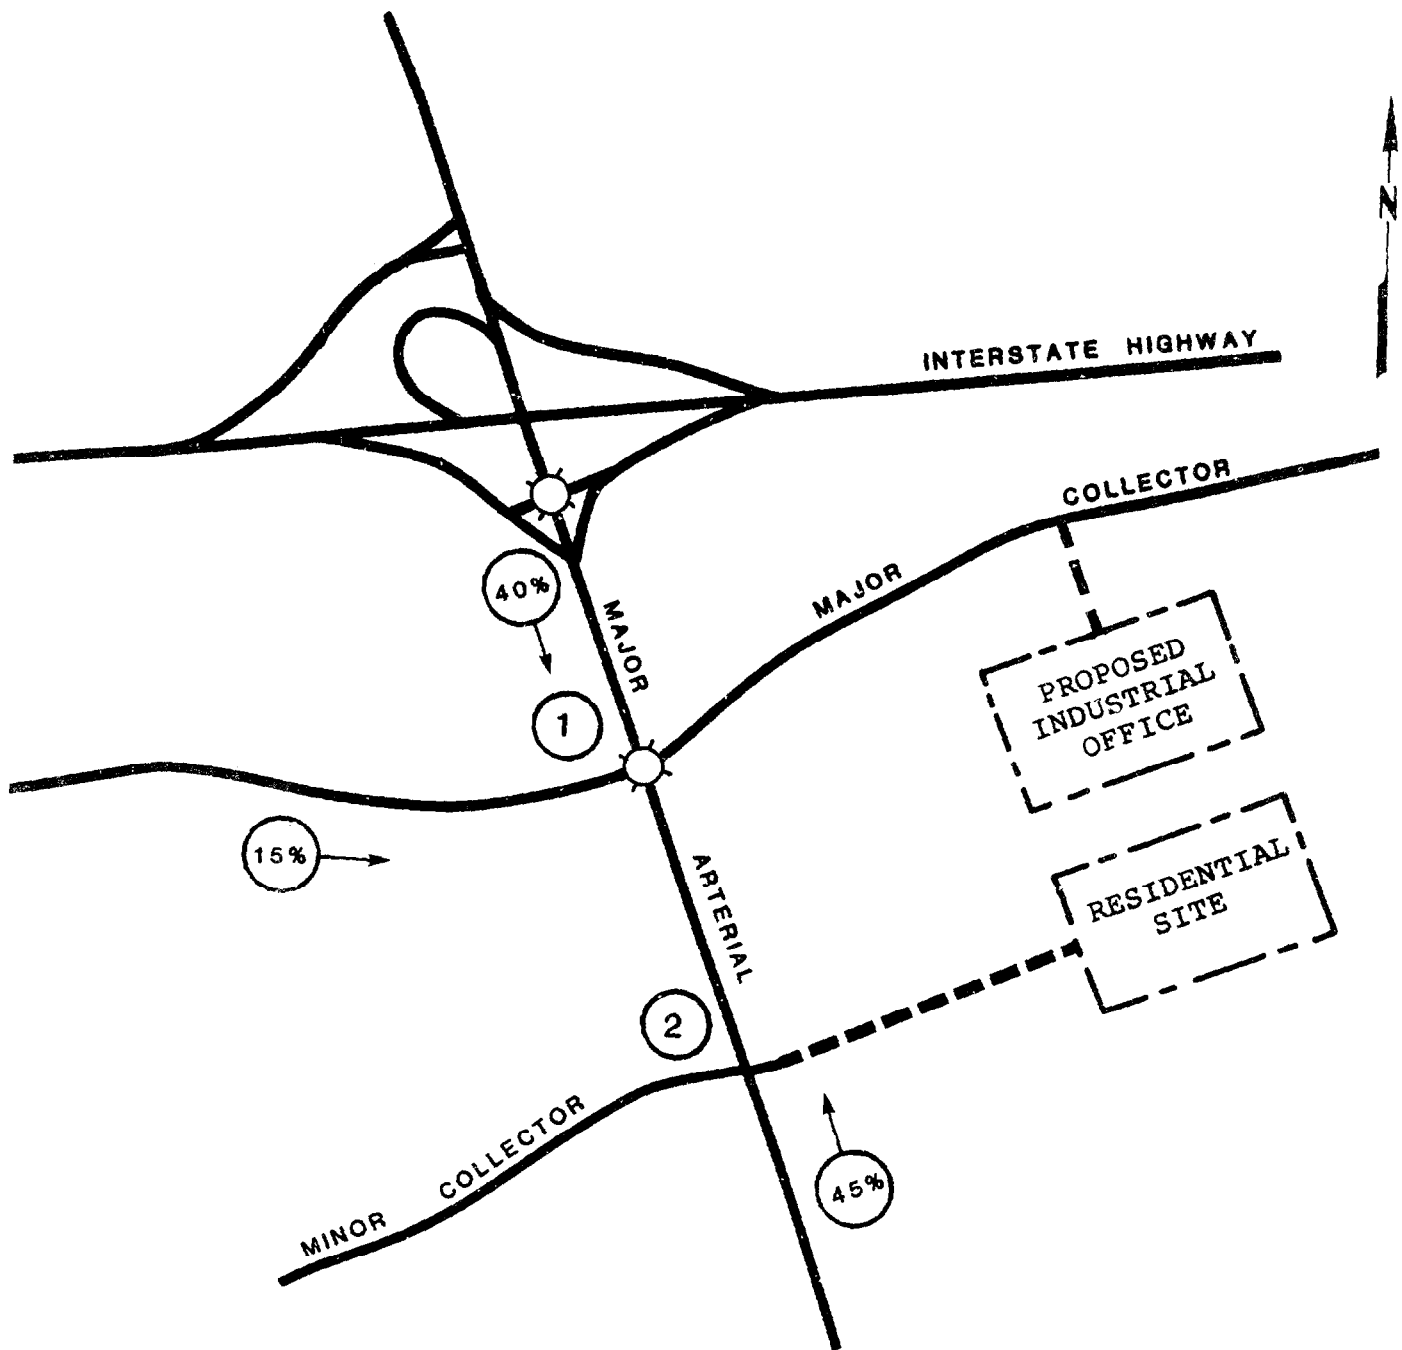 N
INTERSTATE HIGHWAY
COLLECTOR
MAJOR
40%
MAJOR
PROPOSED
INDUSTRIAL
OFFICE
1
15%
ARTERIAL
RESIDENTIAL
SITE
2
COLLECTOR
45%
MINOR